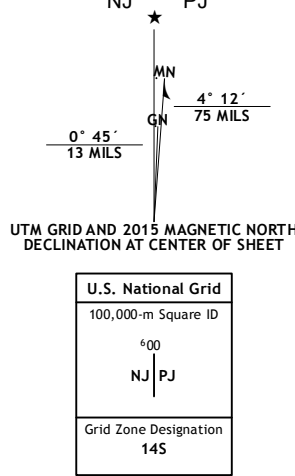 NJ PJ
MN
4° 12´
75 MILS
GN
0° 45´
13 MILS
UTM GRID AND 2015 MAGNETIC NORTH
DECLINATION AT CENTER OF SHEET
U.S. National Grid
100,000-m Square ID
⁶00
NJ PJ
Grid Zone Designation
14S